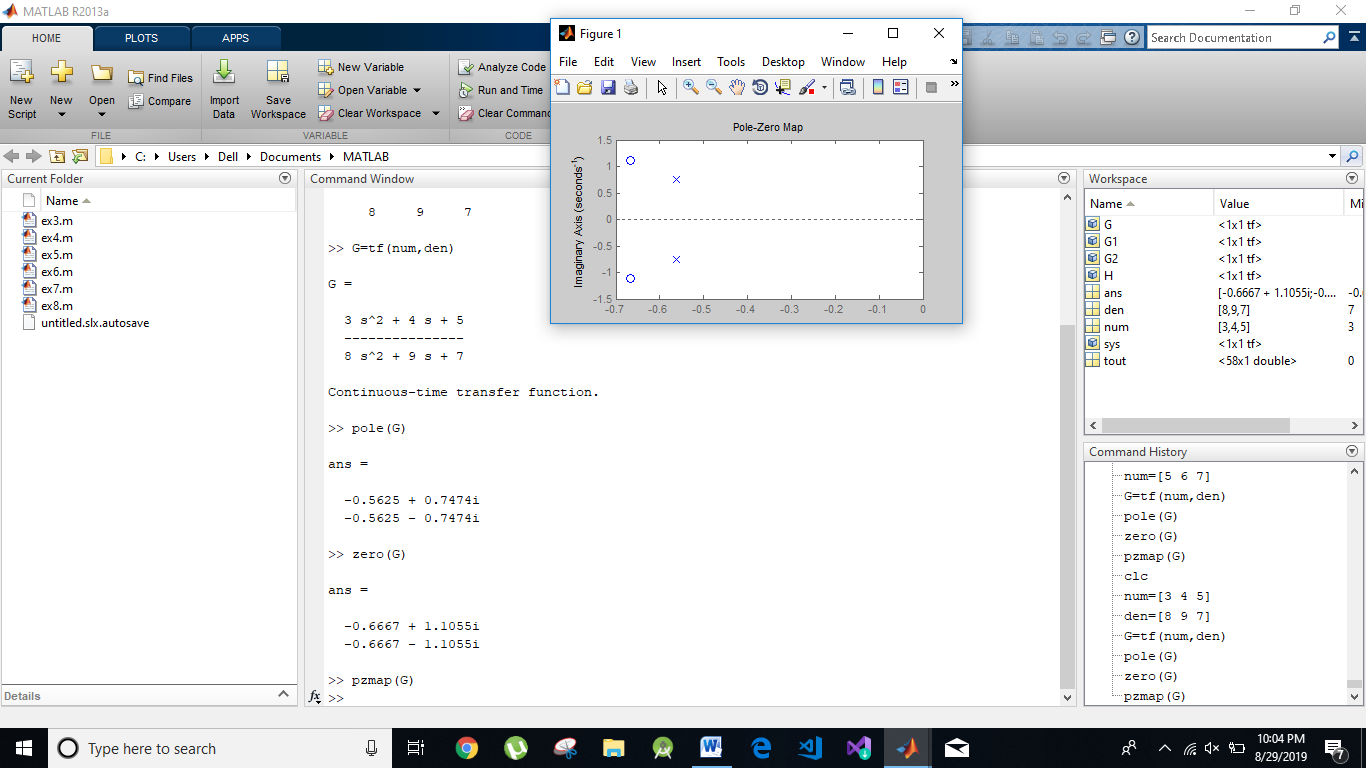 MATLAB R2013a
HOME
PLOTS
APPS
Search Documentation
New Script
New
Open
Find Files
Compare
Import Data
Save Workspace
New Variable
Open Variable
Clear Workspace
Analyze Code
Run and Time
Clear Command
FILE
VARIABLE
CODE
C:
Users
Dell
Documents
MATLAB
Current Folder
Name
ex3.m
ex4.m
ex5.m
ex6.m
ex7.m
ex8.m
untitled.slx.autosave
Details
Command Window
8 9 7
>> G=tf(num,den)
G =
3 s^2 + 4 s + 5
---------------
8 s^2 + 9 s + 7
Continuous-time transfer function.
>> pole(G)
ans =
-0.5625 + 0.7474i
-0.5625 - 0.7474i
>> zero(G)
ans =
-0.6667 + 1.1055i
-0.6667 - 1.1055i
>> pzmap(G)
fx >>
Figure 1
File Edit View Insert Tools Desktop Window Help
Pole-Zero Map
Imaginary Axis (seconds⁻¹)
1.5
1
0.5
0
-0.5
-1
-1.5
-0.7 -0.6 -0.5 -0.4 -0.3 -0.2 -0.1 0
Workspace
Name Value Mi
G <1x1 tf>
G1 <1x1 tf>
G2 <1x1 tf>
H <1x1 tf>
ans [-0.6667 + 1.1055i;-0.... -0.
den [8,9,7] 7
num [3,4,5] 3
sys <1x1 tf>
tout <58x1 double> 0
Command History
num=[5 6 7]
G=tf(num,den)
pole(G)
zero(G)
pzmap(G)
clc
num=[3 4 5]
den=[8 9 7]
G=tf(num,den)
pole(G)
zero(G)
pzmap(G)
Type here to search
10:04 PM
8/29/2019
7